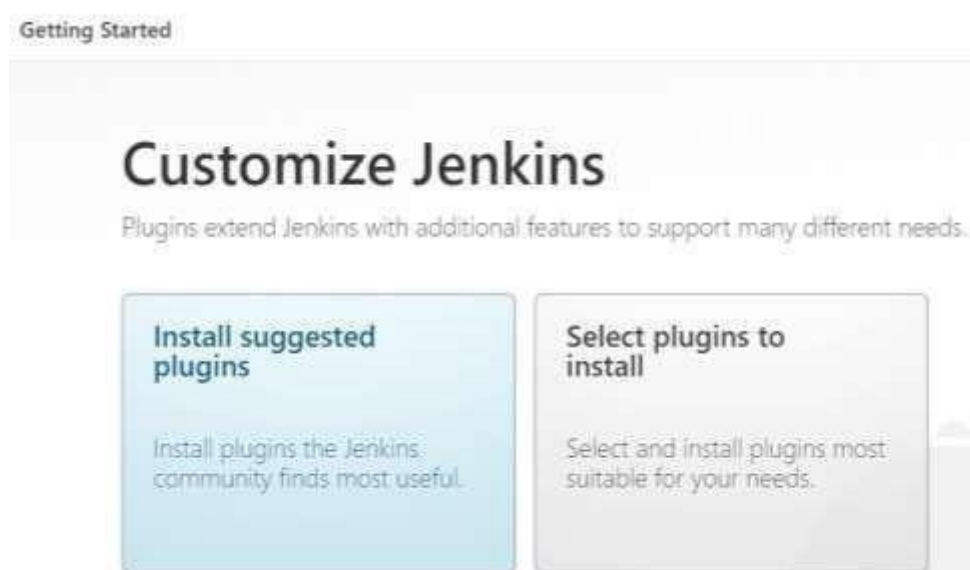 Getting Started
Customize Jenkins
Plugins extend Jenkins with additional features to support many different needs.
Install suggested
plugins
Install plugins the Jenkins
community finds most useful.
Select plugins to
install
Select and install plugins most
suitable for your needs.